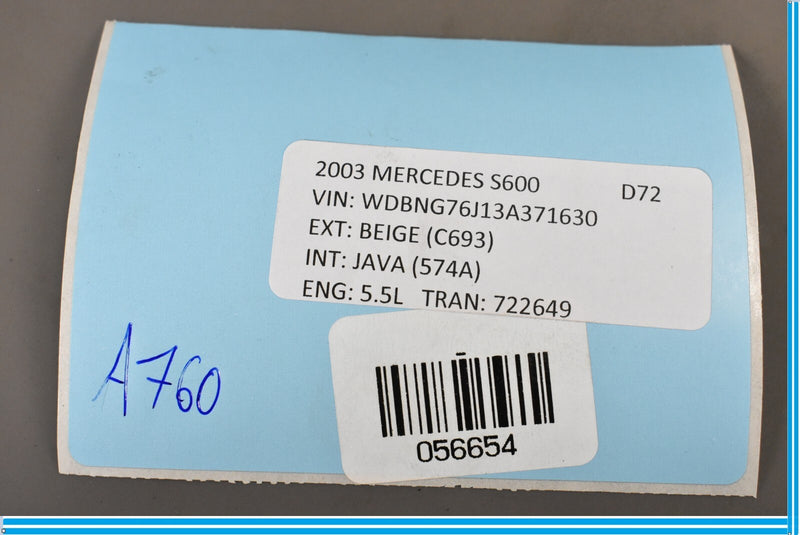 2003 MERCEDES S600 D72
VIN: WDBNG76J13A371630
EXT: BEIGE (C693)
INT: JAVA (574A)
ENG: 5.5L TRAN: 722649
A760
056654